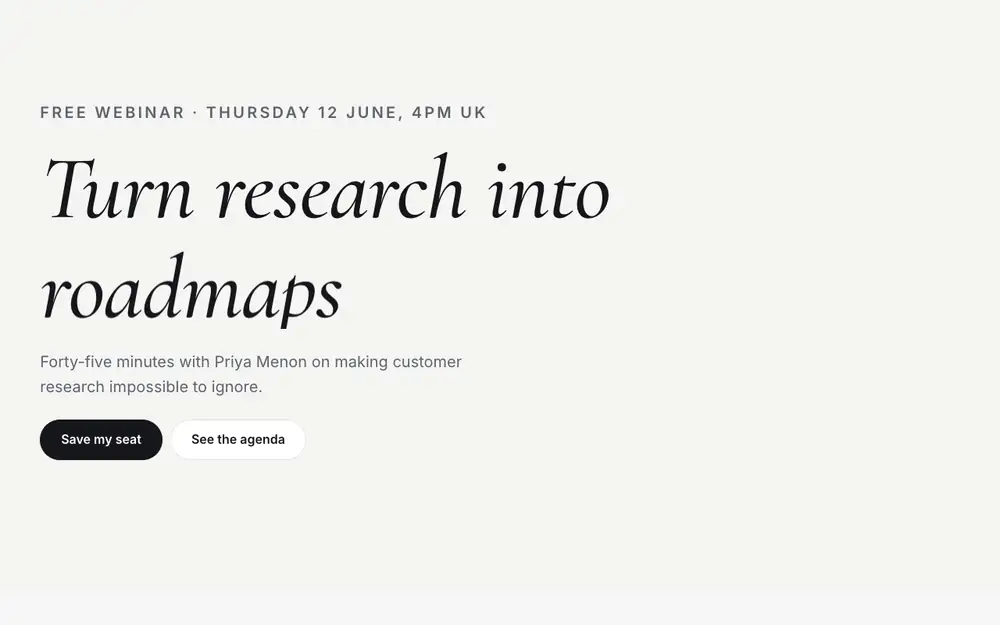 FREE WEBINAR · THURSDAY 12 JUNE, 4PM UK
Turn research into
roadmaps
Forty-five minutes with Priya Menon on making customer
research impossible to ignore.
Save my seat
See the agenda